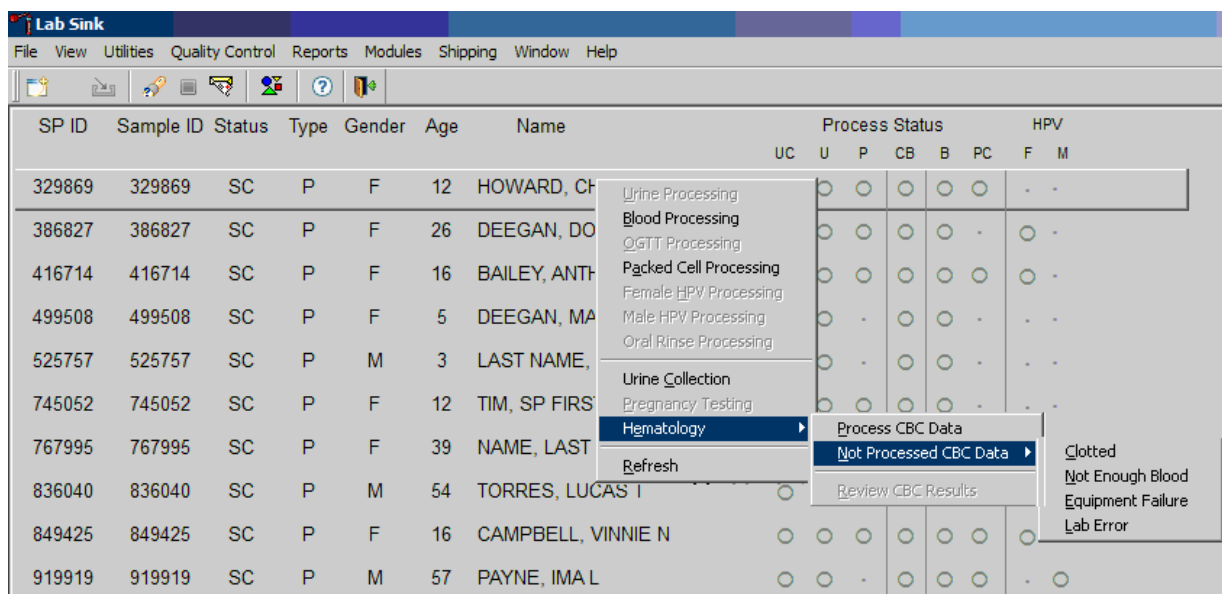 Lab Sink
File View Utilities Quality Control Reports Modules Shipping Window Help
SP ID Sample ID Status Type Gender Age Name Process Status HPV
UC U P CB B PC F M
329869 329869 SC P F 12 HOWARD, CH
386827 386827 SC P F 26 DEEGAN, DO
416714 416714 SC P F 16 BAILEY, ANTH
499508 499508 SC P F 5 DEEGAN, MA
525757 525757 SC P M 3 LAST NAME,
745052 745052 SC P F 12 TIM, SP FIRS
767995 767995 SC P F 39 NAME, LAST
836040 836040 SC P M 54 TORRES, LUCAS T
849425 849425 SC P F 16 CAMPBELL, VINNIE N
919919 919919 SC P M 57 PAYNE, IMA L
Urine Processing
Blood Processing
OGTT Processing
Packed Cell Processing
Female HPV Processing
Male HPV Processing
Oral Rinse Processing
Urine Collection
Pregnancy Testing
Hematology
Refresh
Process CBC Data
Not Processed CBC Data
Review CBC Results
Clotted
Not Enough Blood
Equipment Failure
Lab Error